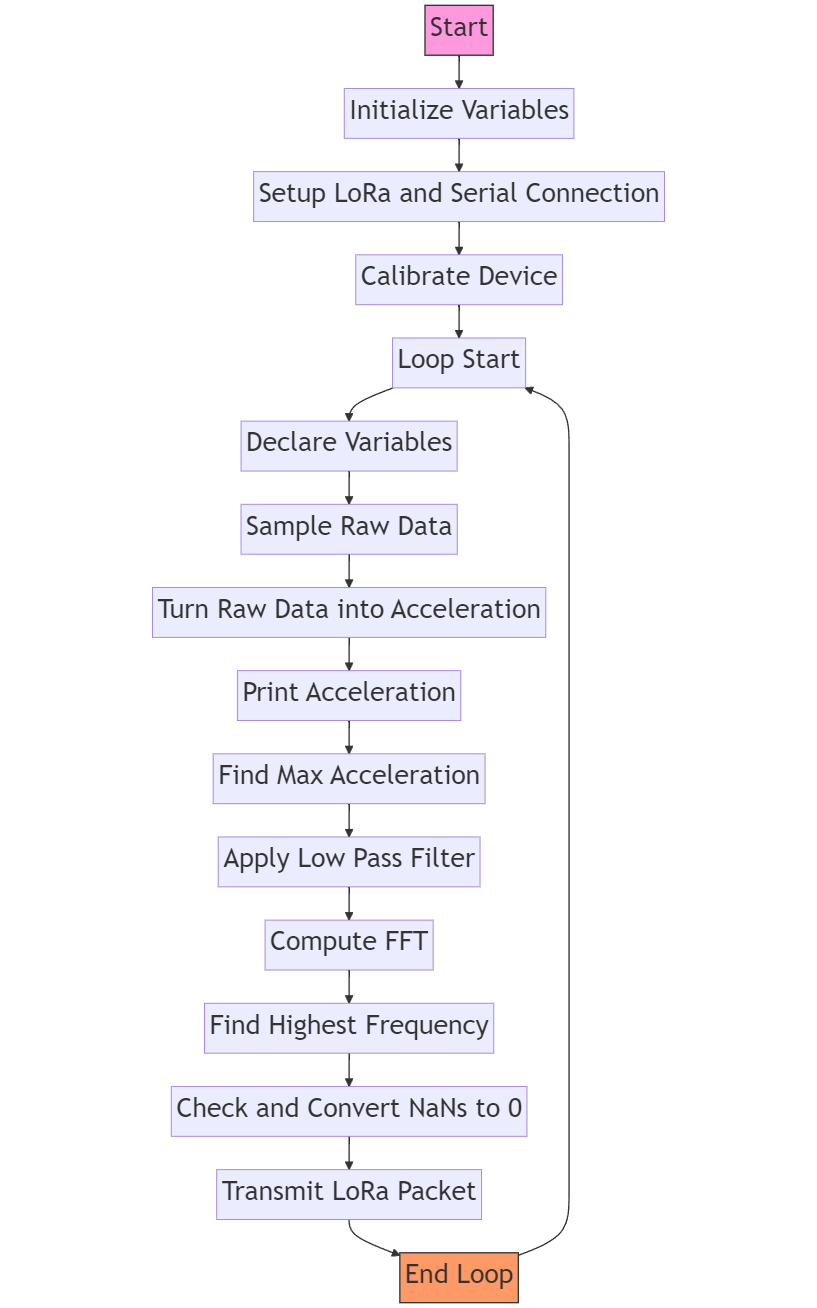 Start
Initialize Variables
Setup LoRa and Serial Connection
Calibrate Device
Loop Start
Declare Variables
Sample Raw Data
Turn Raw Data into Acceleration
Print Acceleration
Find Max Acceleration
Apply Low Pass Filter
Compute FFT
Find Highest Frequency
Check and Convert NaNs to 0
Transmit LoRa Packet
End Loop